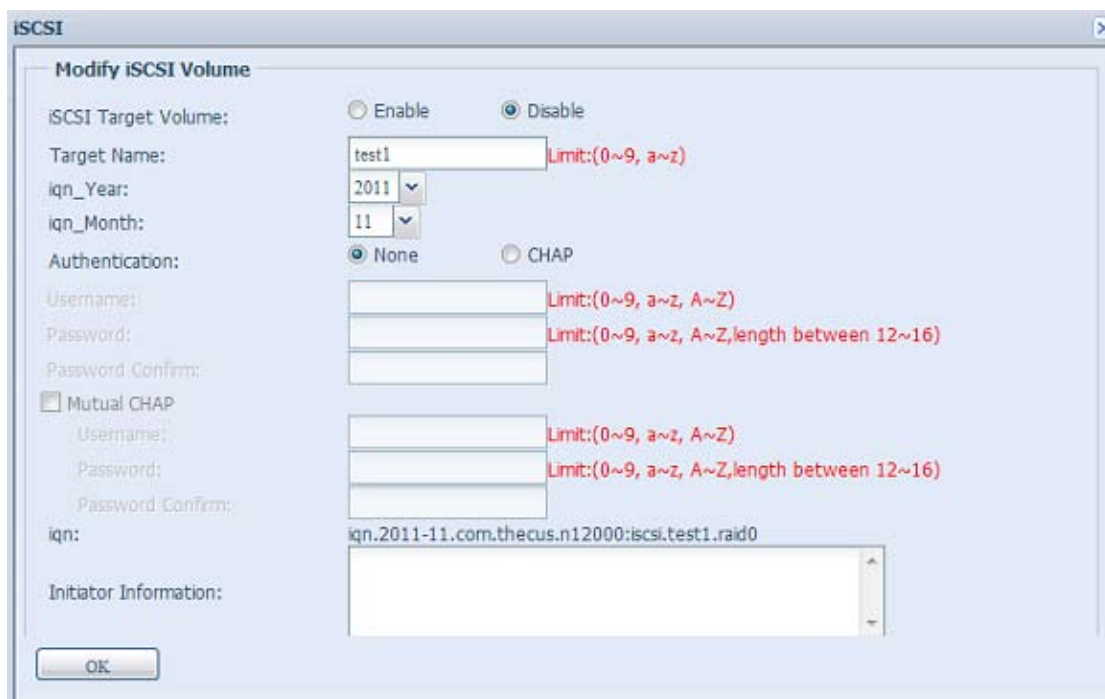 iSCSI
Modify iSCSI Volume
iSCSI Target Volume: Enable Disable
Target Name: test1 Limit:(0~9, a~z)
iqn_Year: 2011
iqn_Month: 11
Authentication: None CHAP
Username: Limit:(0~9, a~z, A~Z)
Password: Limit:(0~9, a~z, A~Z,length between 12~16)
Password Confirm:
Mutual CHAP
Username: Limit:(0~9, a~z, A~Z)
Password: Limit:(0~9, a~z, A~Z,length between 12~16)
Password Confirm:
iqn: iqn.2011-11.com.thecus.n12000:iscsi.test1.raid0
Initiator Information:
OK